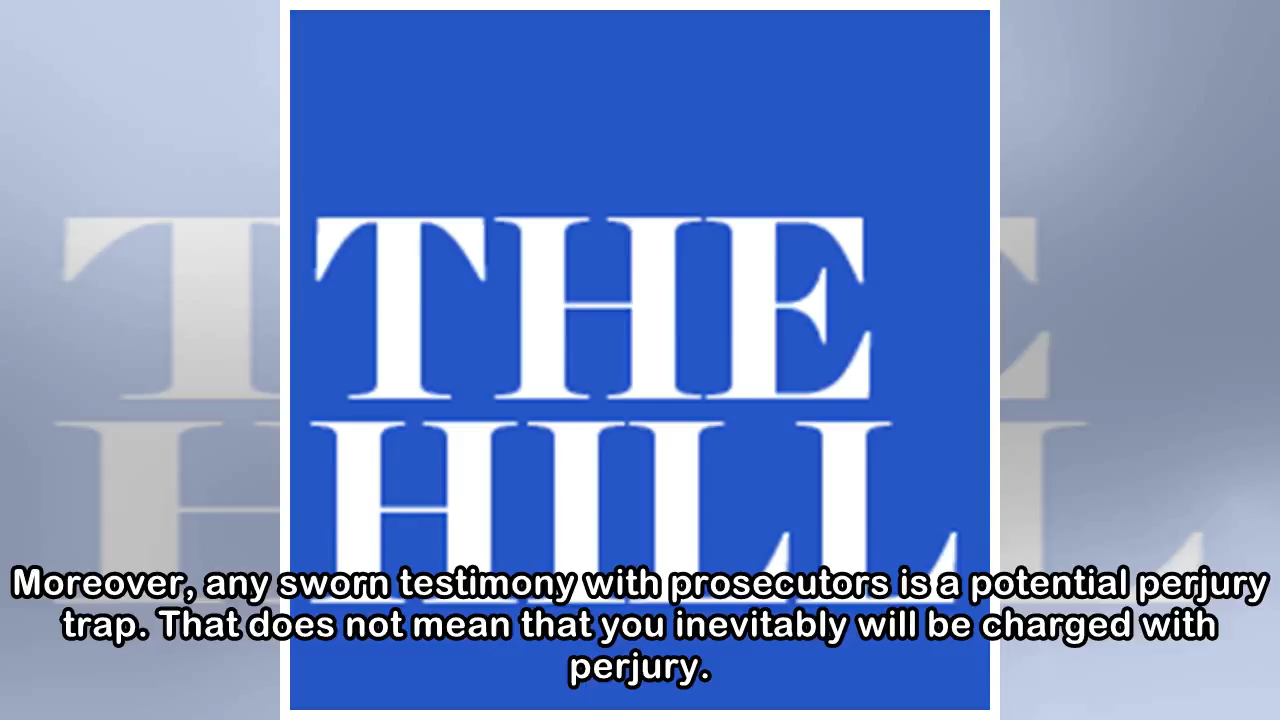 THE
HILL
Moreover, any sworn testimony with prosecutors is a potential perjury
trap. That does not mean that you inevitably will be charged with
perjury.